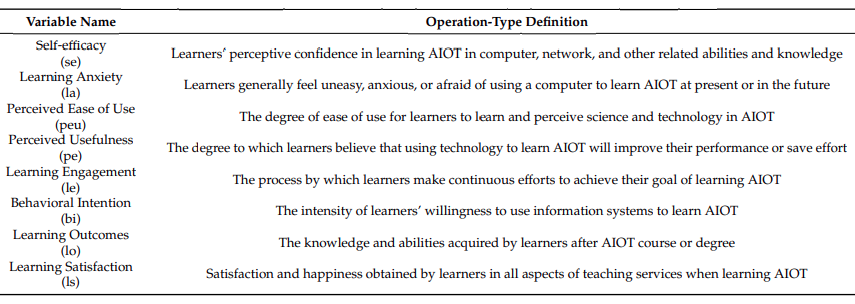 Variable Name Operation-Type Definition
Self-efficacy
(se) Learners' perceptive confidence in learning AIOT in computer, network, and other related abilities and knowledge
Learning Anxiety
(la) Learners generally feel uneasy, anxious, or afraid of using a computer to learn AIOT at present or in the future
Perceived Ease of Use
(peu) The degree of ease of use for learners to learn and perceive science and technology in AIOT
Perceived Usefulness
(pe) The degree to which learners believe that using technology to learn AIOT will improve their performance or save effort
Learning Engagement
(le) The process by which learners make continuous efforts to achieve their goal of learning AIOT
Behavioral Intention
(bi) The intensity of learners' willingness to use information systems to learn AIOT
Learning Outcomes
(lo) The knowledge and abilities acquired by learners after AIOT course or degree
Learning Satisfaction
(ls) Satisfaction and happiness obtained by learners in all aspects of teaching services when learning AIOT